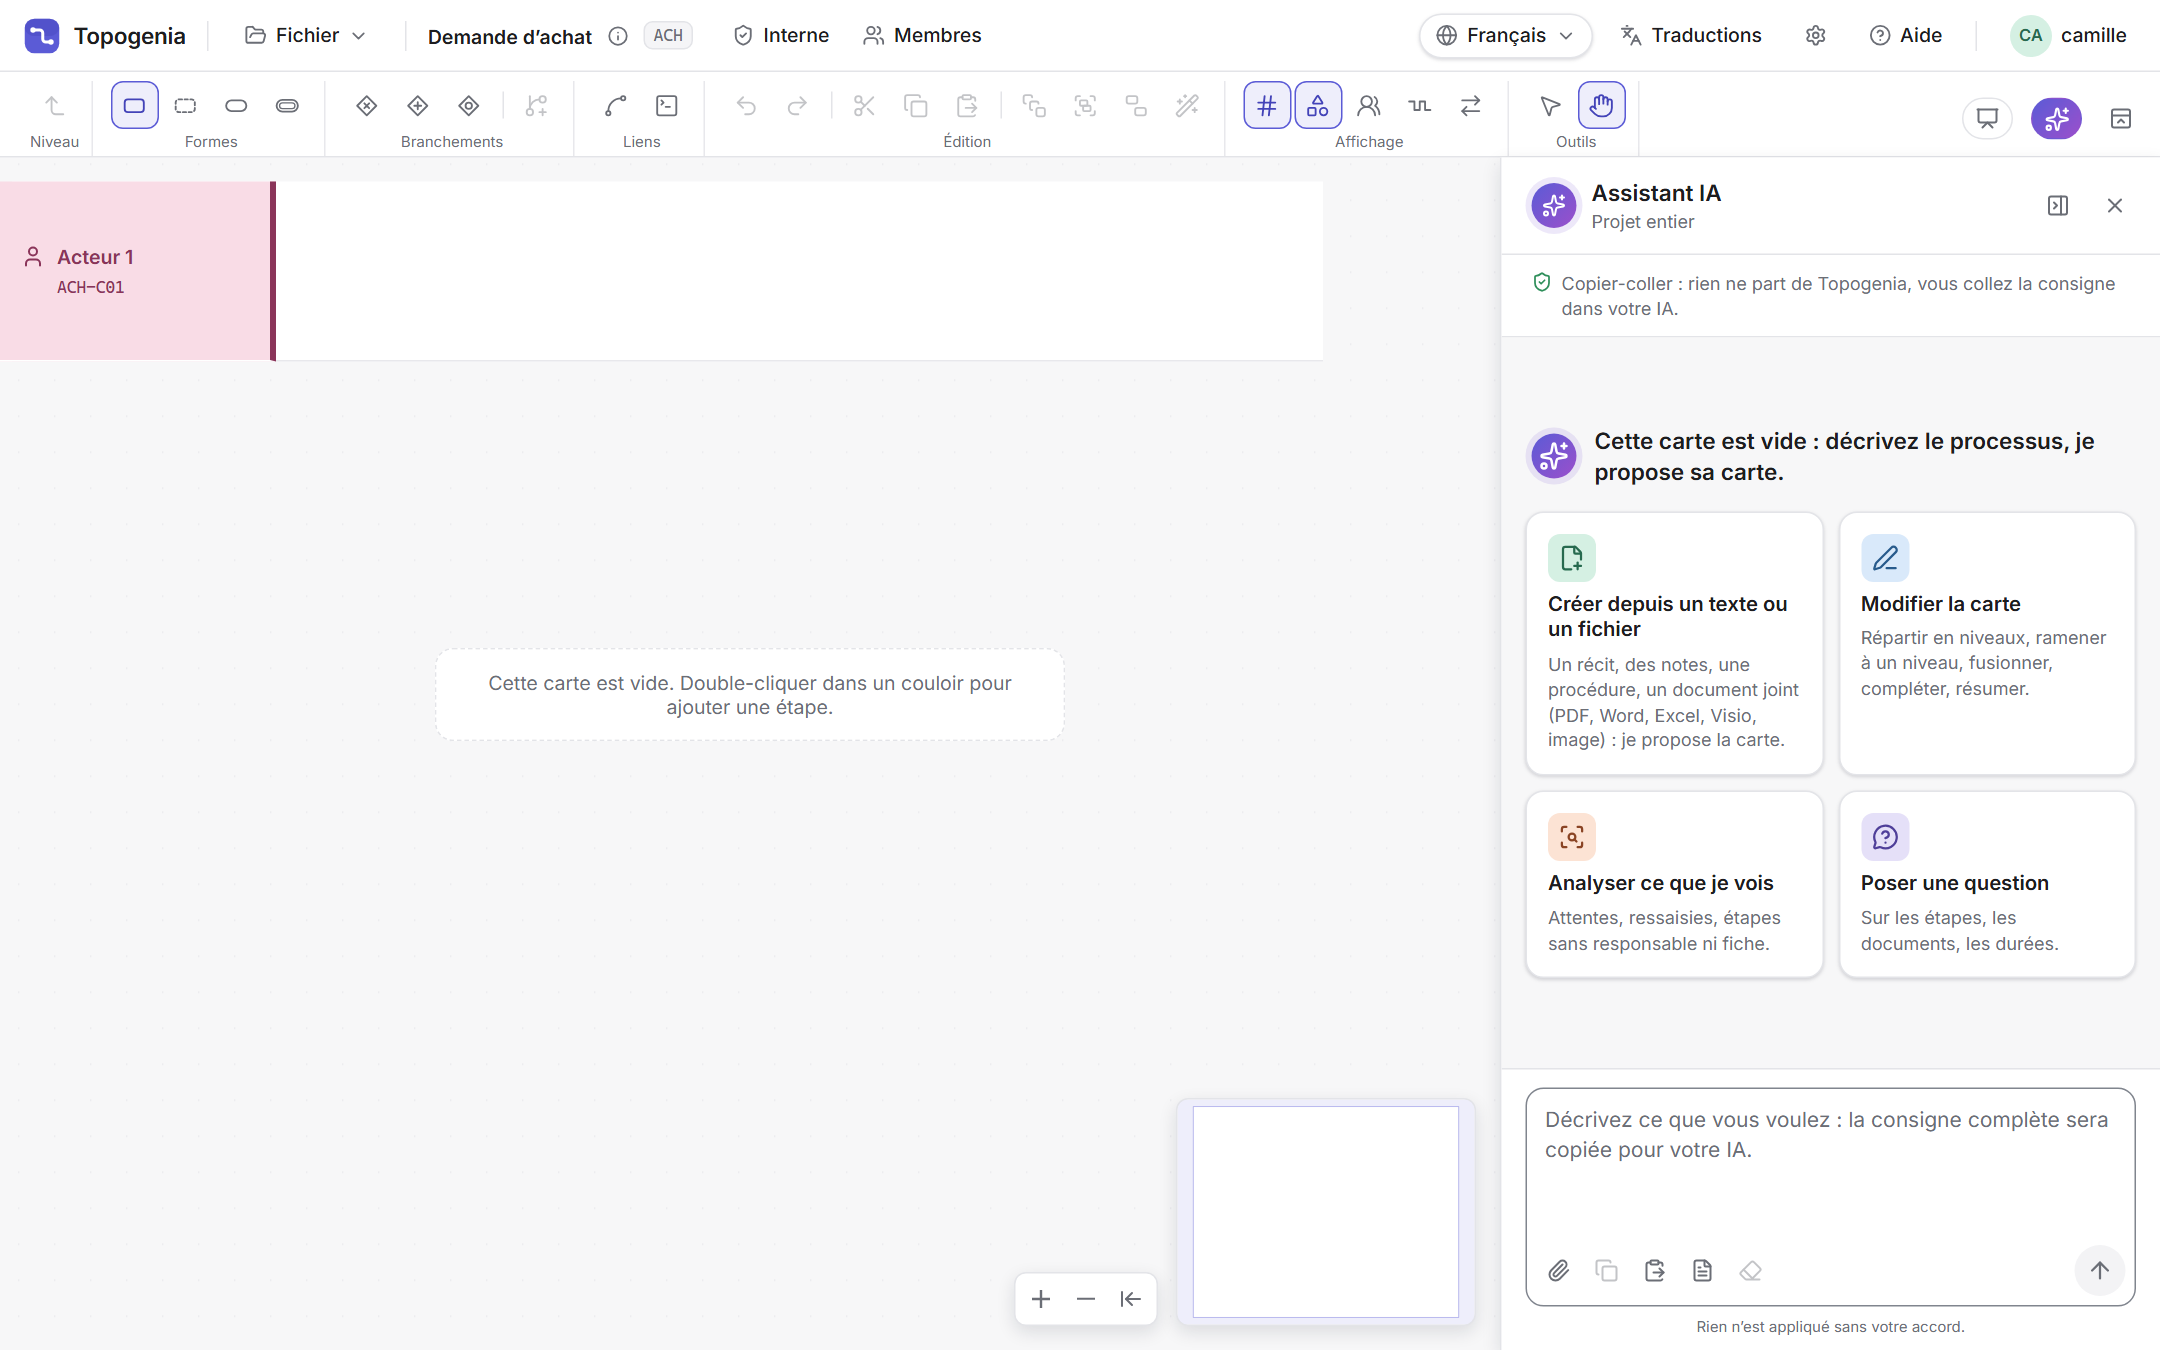 Topogenia
Fichier
Demande d’achat
ACH
Interne
Membres
Français
Traductions
Aide
CA
camille
Niveau
Formes
Branchements
Liens
Édition
Affichage
Outils
Acteur 1
ACH-C01
Cette carte est vide. Double-cliquer dans un couloir pour
ajouter une étape.
Assistant IA
Projet entier
Copier-coller : rien ne part de Topogenia, vous collez la consigne
dans votre IA.
Cette carte est vide : décrivez le processus, je
propose sa carte.
Créer depuis un texte ou
un fichier
Un récit, des notes, une
procédure, un document joint
(PDF, Word, Excel, Visio,
image) : je propose la carte.
Modifier la carte
Répartir en niveaux, ramener
à un niveau, fusionner,
compléter, résumer.
Analyser ce que je vois
Attentes, ressaisies, étapes
sans responsable ni fiche.
Poser une question
Sur les étapes, les
documents, les durées.
Décrivez ce que vous voulez : la consigne complète sera
copiée pour votre IA.
Rien n’est appliqué sans votre accord.